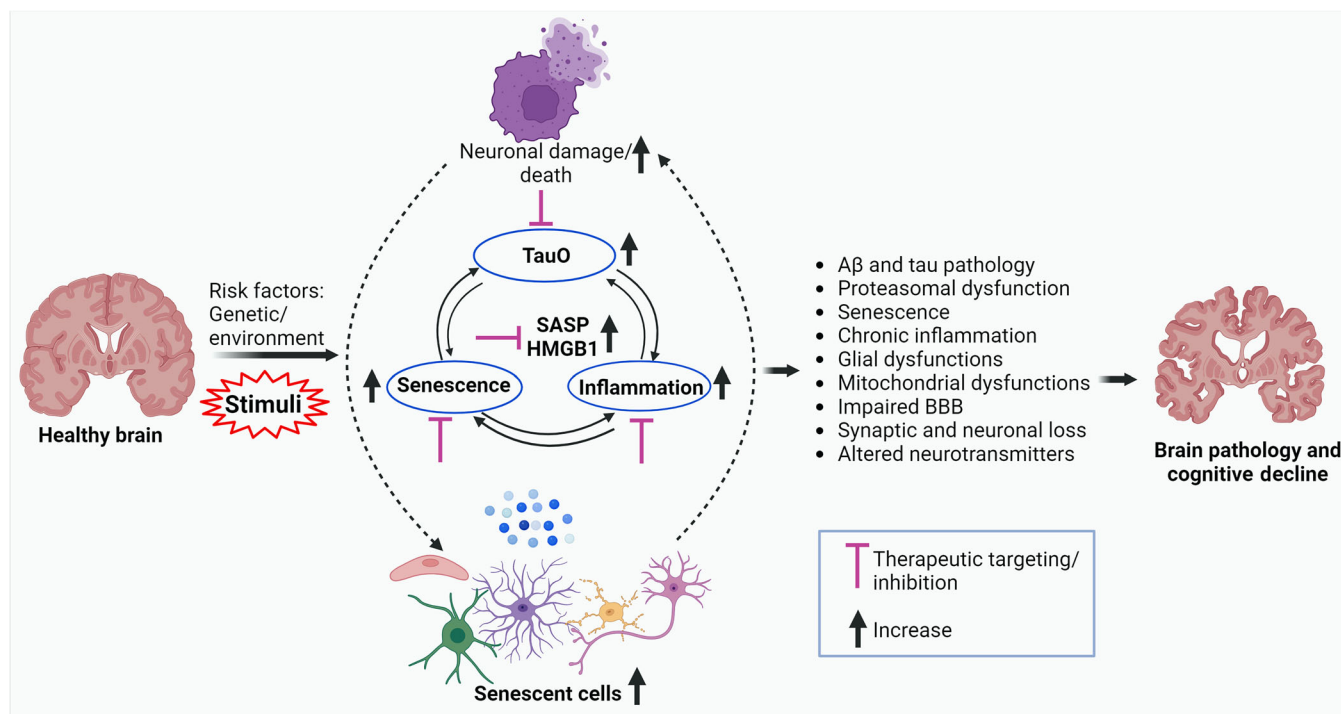 Neuronal damage/
death
TauO
Risk factors:
Genetic/
environment
Stimuli
Healthy brain
SASP
HMGB1
Senescence
Inflammation
Senescent cells
• Aβ and tau pathology
• Proteasomal dysfunction
• Senescence
• Chronic inflammation
• Glial dysfunctions
• Mitochondrial dysfunctions
• Impaired BBB
• Synaptic and neuronal loss
• Altered neurotransmitters
Brain pathology and
cognitive decline
Therapeutic targeting/
inhibition
Increase